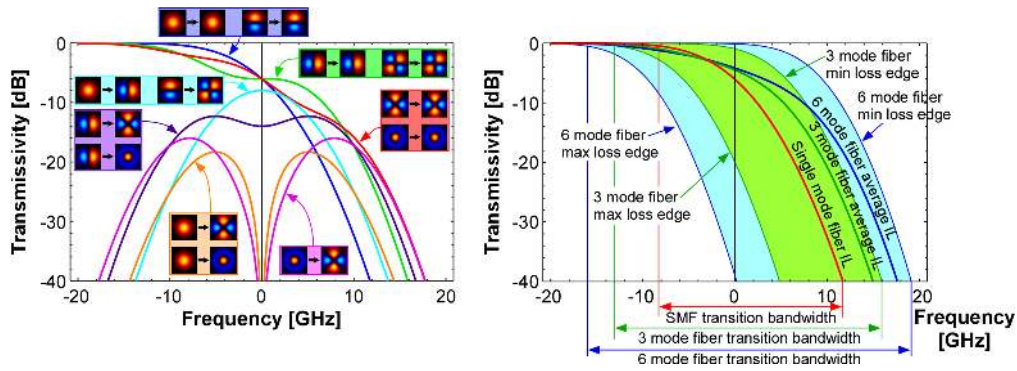 Transmissivity [dB]
0
-10
-20
-30
-40
-20
-10
0
10
20
Frequency [GHz]
Transmissivity [dB]
0
-10
-20
-30
-40
3 mode fiber
min loss edge
6 mode fiber
min loss edge
6 mode fiber
max loss edge
3 mode fiber
max loss edge
Single mode fiber IL
3 mode fiber average IL
6 mode fiber average IL
-20
-10
0
10
20
SMF transition bandwidth
3 mode fiber transition bandwidth
6 mode fiber transition bandwidth
Frequency
[GHz]